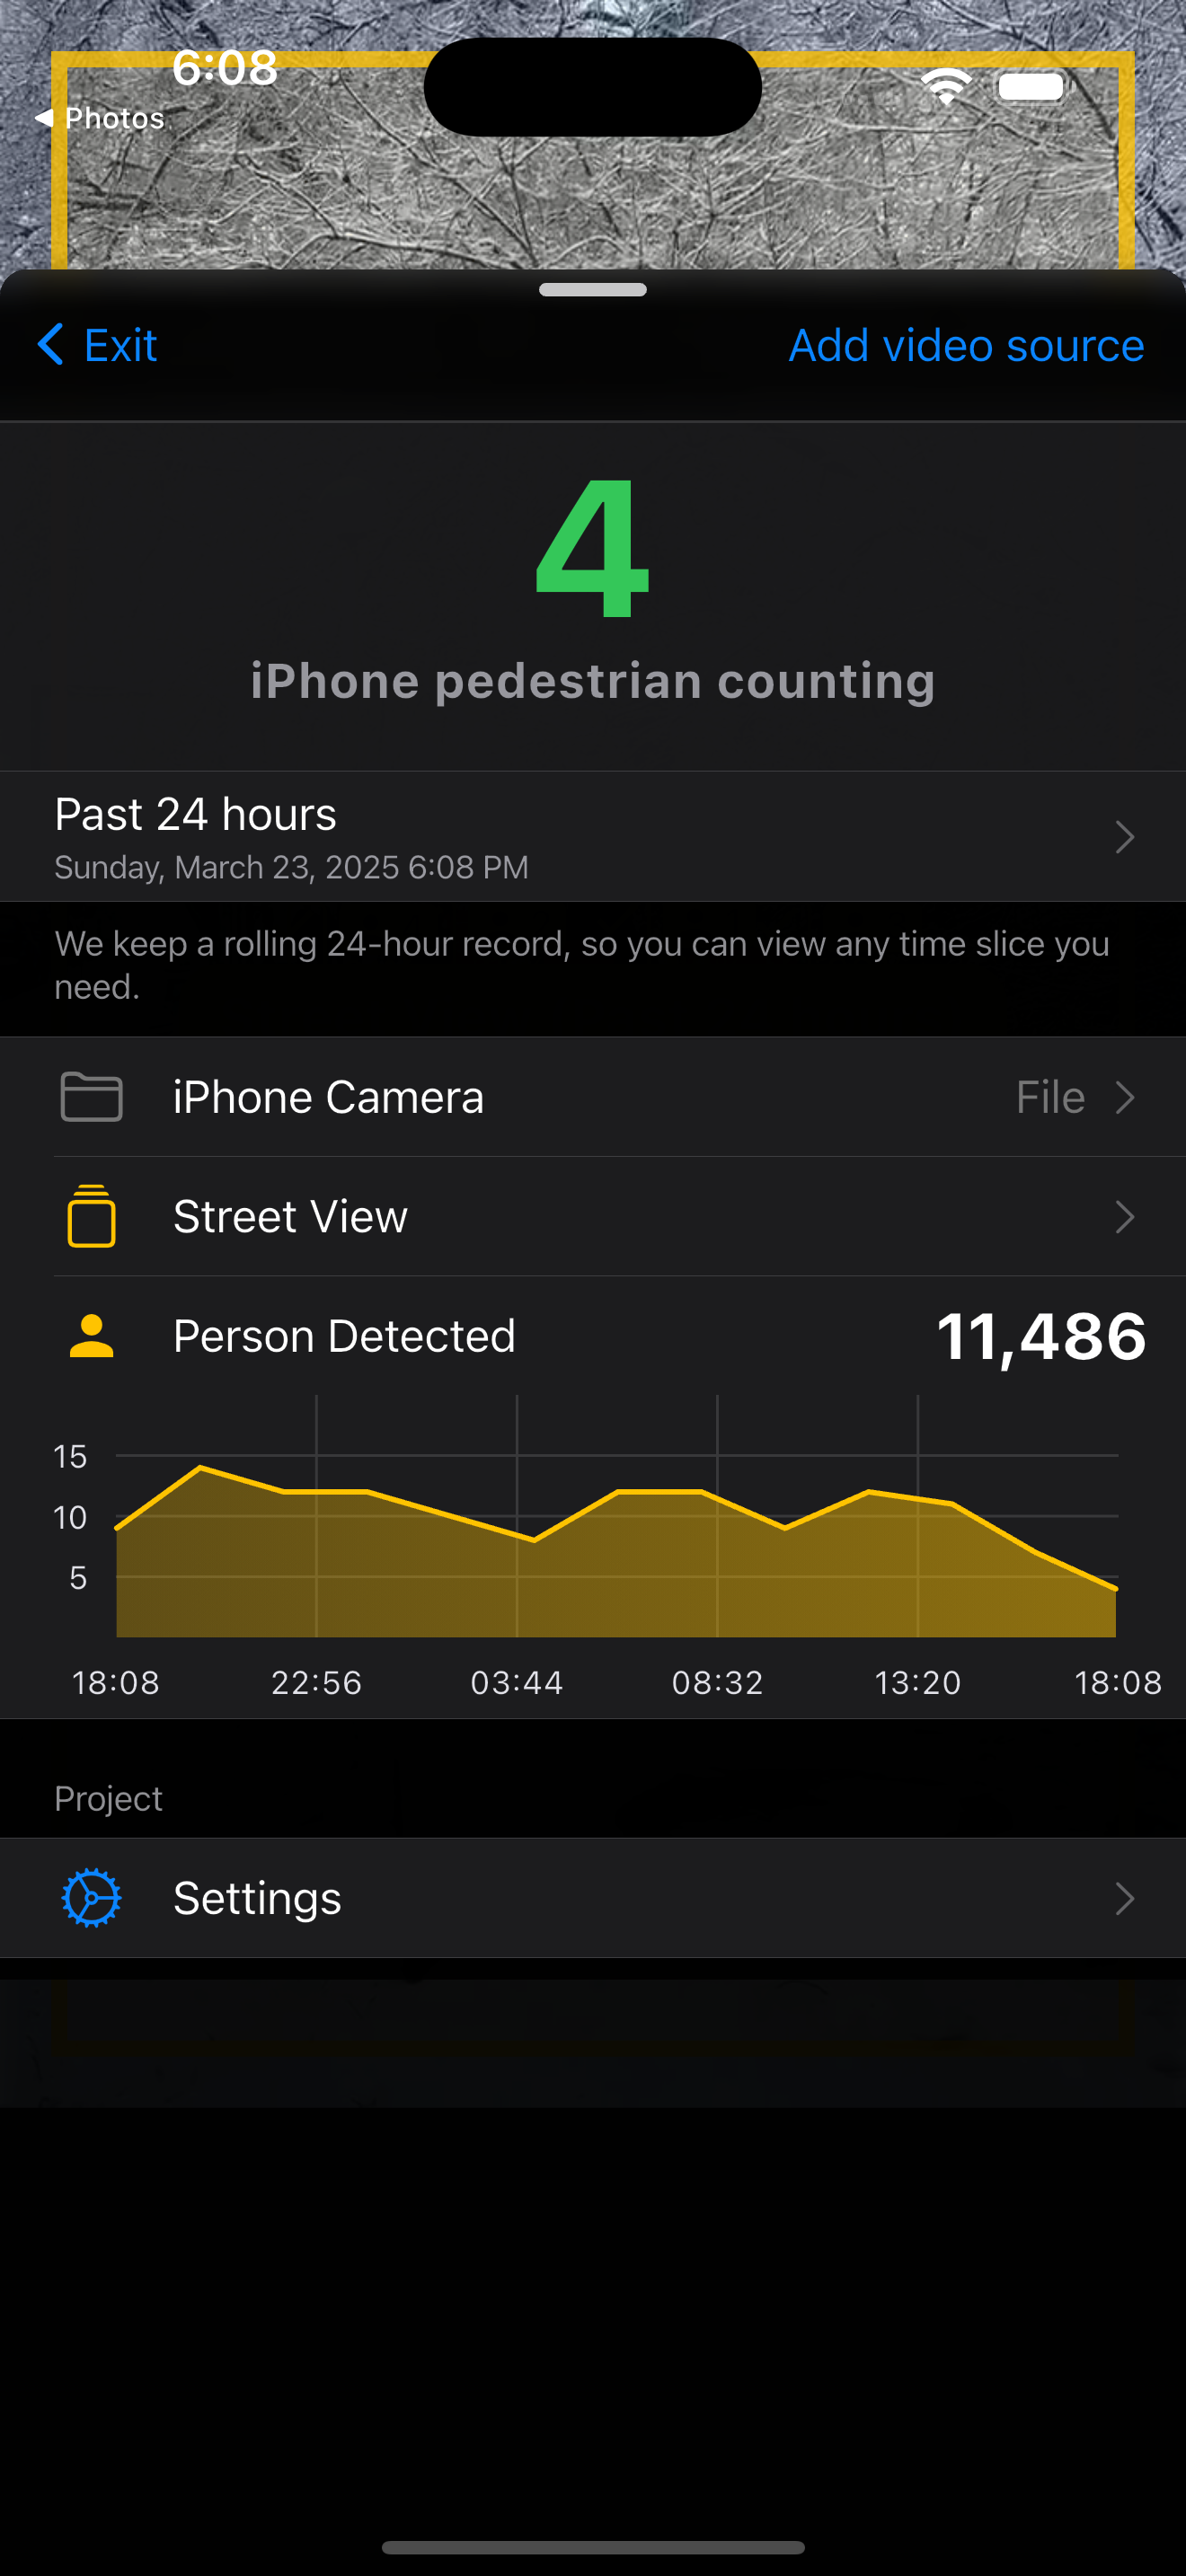 6:08
Photos
Exit
Add video source
4
iPhone pedestrian counting
Past 24 hours
Sunday, March 23, 2025 6:08 PM
We keep a rolling 24-hour record, so you can view any time slice you
need.
iPhone Camera
File
Street View
Person Detected
11,486
15
10
5
18:08
22:56
03:44
08:32
13:20
18:08
Project
Settings